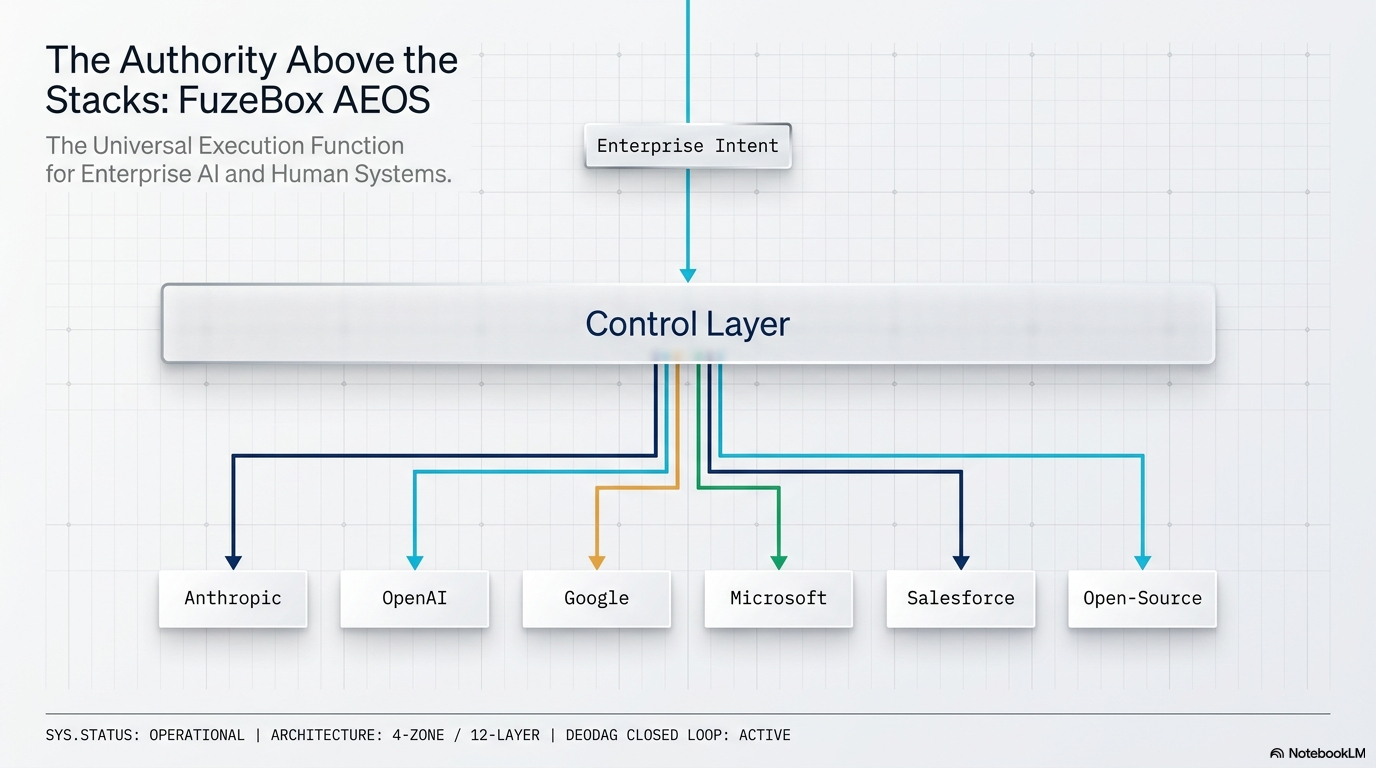 The Authority Above the
Stacks: FuzeBox AEOS
The Universal Execution Function
for Enterprise AI and Human Systems.
Enterprise Intent
Control Layer
Anthropic
OpenAI
Google
Microsoft
Salesforce
Open-Source
SYS.STATUS: OPERATIONAL | ARCHITECTURE: 4-ZONE / 12-LAYER | DEODAG CLOSED LOOP: ACTIVE
NotebookLM